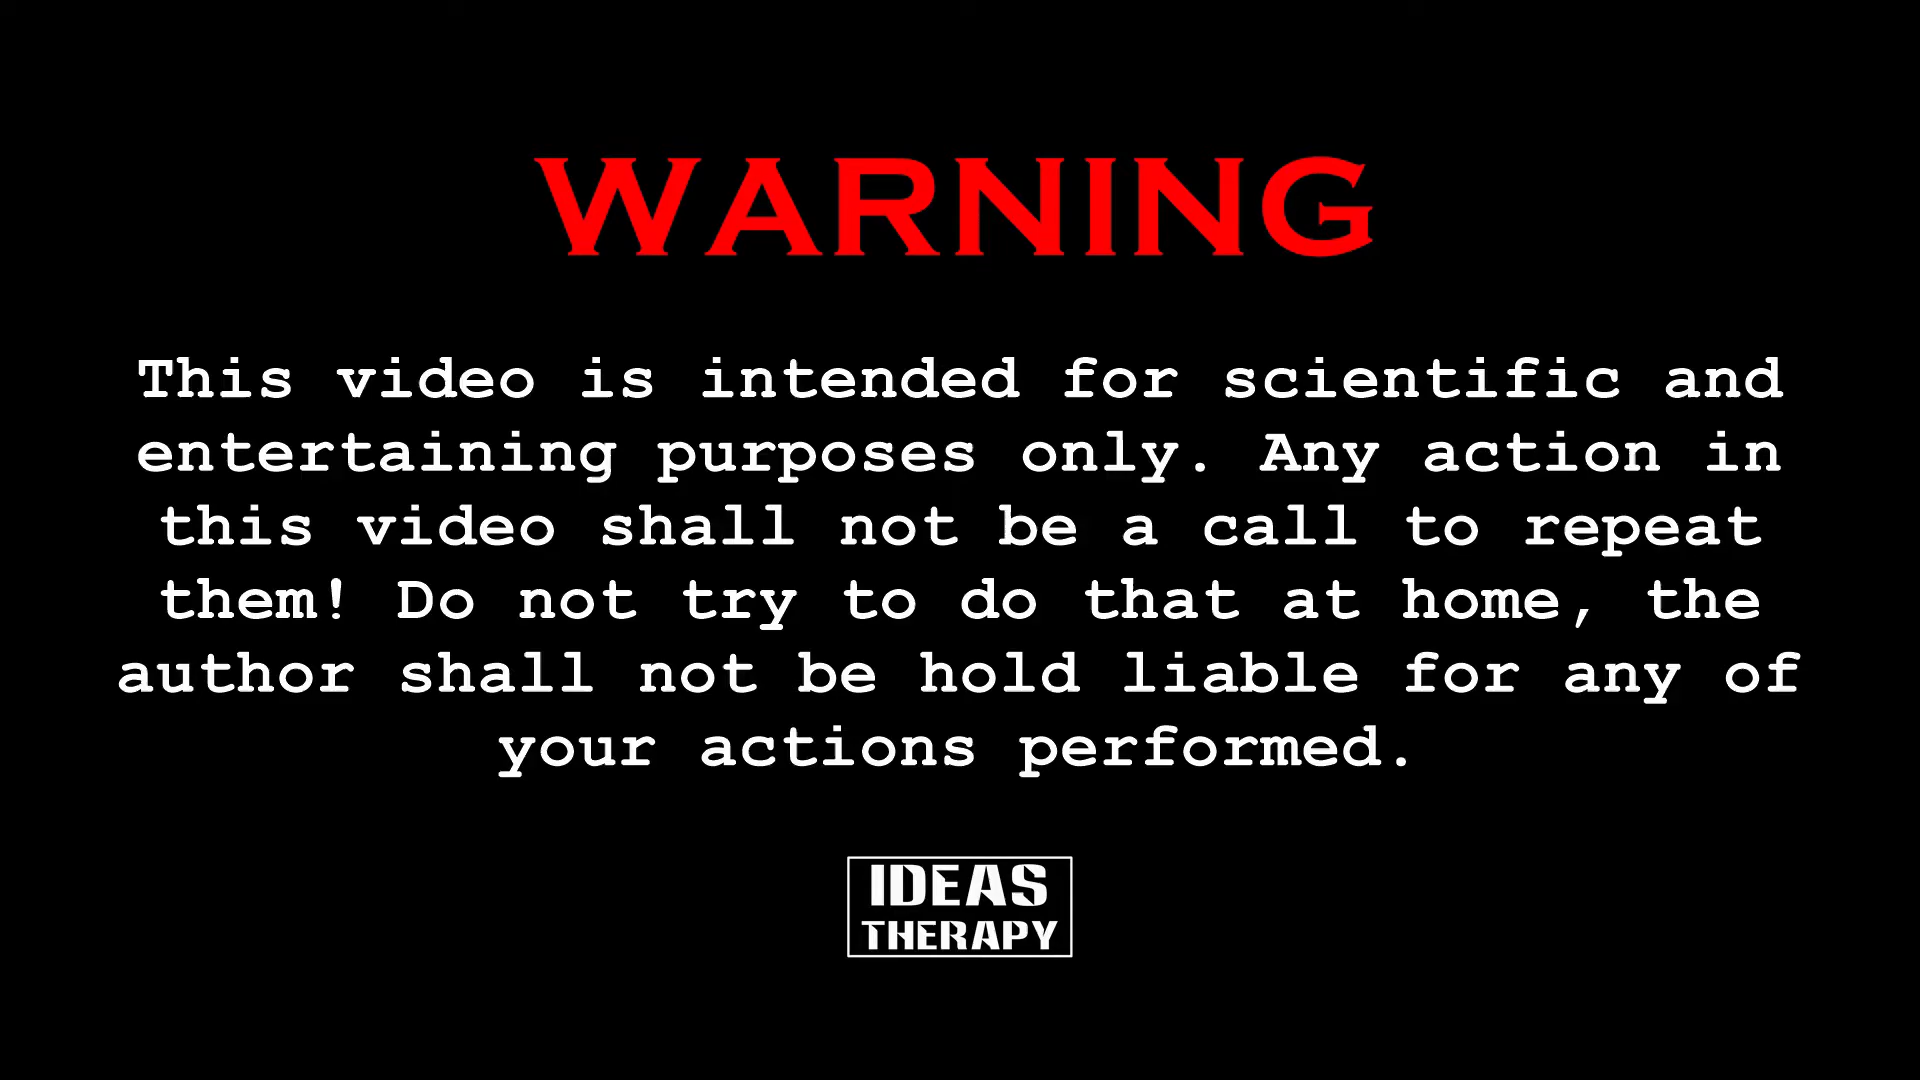 WARNING
This video is intended for scientific and
entertaining purposes only. Any action in
this video shall not be a call to repeat
them! Do not try to do that at home, the
author shall not be hold liable for any of
your actions performed.
IDEAS
THERAPY